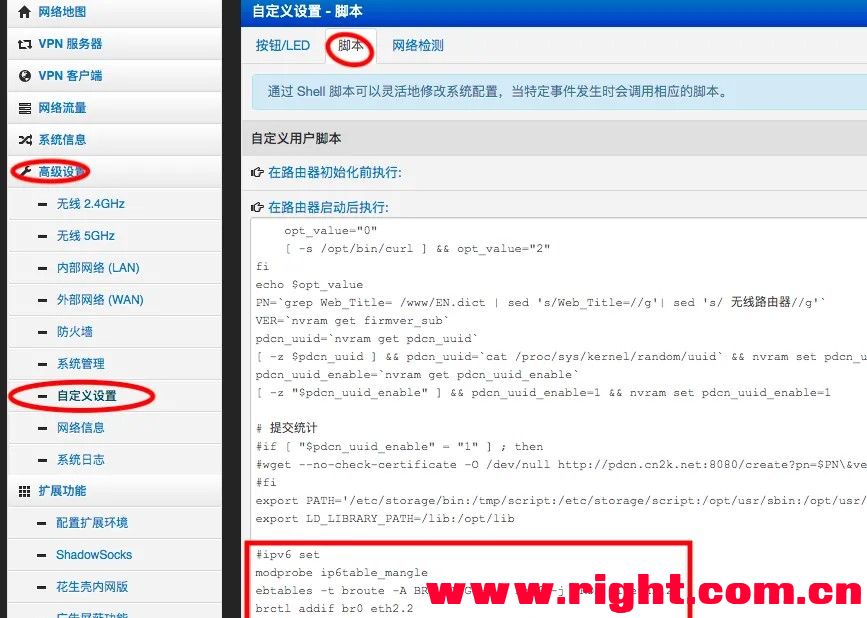 网络地图
VPN 服务器
VPN 客户端
网络流量
系统信息
高级设置
无线 2.4GHz
无线 5GHz
内部网络 (LAN)
外部网络 (WAN)
防火墙
系统管理
自定义设置
网络信息
系统日志
扩展功能
配置扩展环境
ShadowSocks
花生壳内网版
广告屏蔽功能
自定义设置 - 脚本
按钮/LED 脚本 网络检测
通过 Shell 脚本可以灵活地修改系统配置，当特定事件发生时会调用相应的脚本。
自定义用户脚本
在路由器初始化前执行:
在路由器启动后执行:
opt_value="0"
[ -s /opt/bin/curl ] && opt_value="2"
fi
echo $opt_value
PN=`grep Web_Title= /www/EN.dict | sed 's/Web_Title=//g'| sed 's/ 无线路由器//g'`
VER=`nvram get firmver_sub`
pdcn_uuid=`nvram get pdcn_uuid`
[ -z $pdcn_uuid ] && pdcn_uuid=`cat /proc/sys/kernel/random/uuid` && nvram set pdcn_u
pdcn_uuid_enable=`nvram get pdcn_uuid_enable`
[ -z "$pdcn_uuid_enable" ] && pdcn_uuid_enable=1 && nvram set pdcn_uuid_enable=1
# 提交统计
#if [ "$pdcn_uuid_enable" = "1" ] ; then
#wget --no-check-certificate -O /dev/null http://pdcn.cn2k.net:8080/create?pn=$PN\&ve
#fi
export PATH='/etc/storage/bin:/tmp/script:/etc/storage/script:/opt/usr/sbin:/opt/usr/
export LD_LIBRARY_PATH=/lib:/opt/lib
#ipv6 set
modprobe ip6table_mangle
ebtables -t broute -A
brctl addif br0 eth2.2
www.right.com.cn